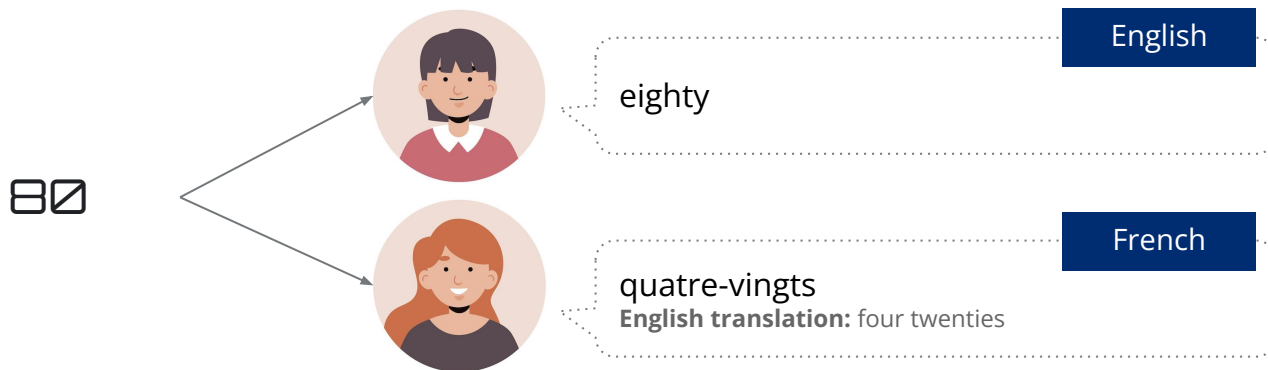 80
English
eighty
French
quatre-vingts
English translation: four twenties